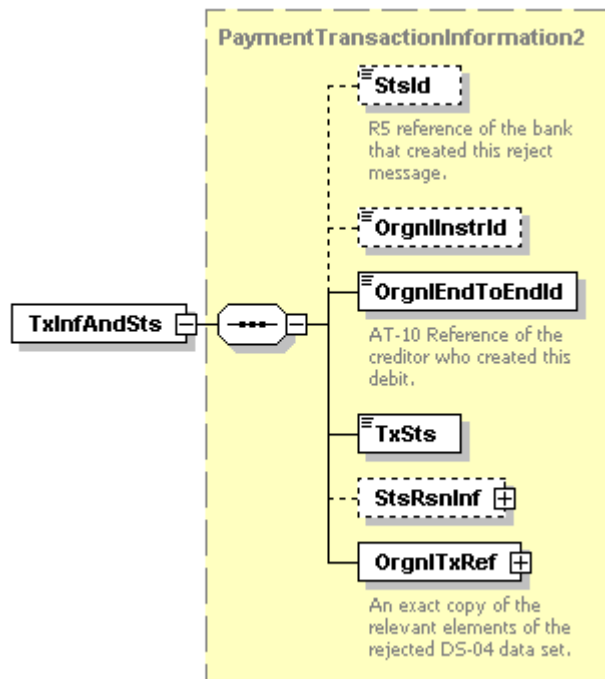 PaymentTransactionInformation2
StsId
R5 reference of the bank
that created this reject
message.
OrgnlInstrId
OrgnlEndToEndId
TxInfAndSts
AT-10 Reference of the
creditor who created this
debit.
TxSts
StsRsnInf
OrgnlTxRef
An exact copy of the
relevant elements of the
rejected DS-04 data set.